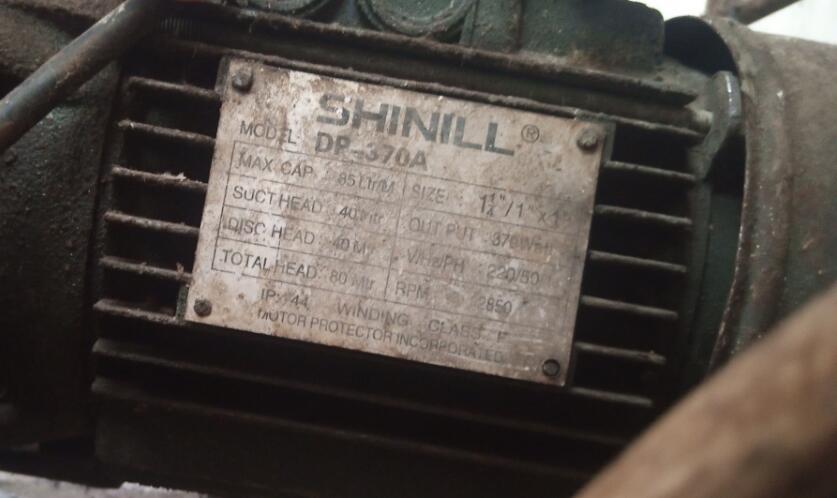 SHINILL ®
MODEL DP-370A
MAX CAP : 85 Ltr/M SIZE : 1¼"/1" x 1"
SUCT HEAD : 40 Mtr OUT PUT : 370W
DISC HEAD : 40 M V/Hz/PH : 220/50
TOTAL HEAD : 80 Mtr RPM : 2850
IP : 44 WINDING CLASS : F
MOTOR PROTECTOR INCORPORATED